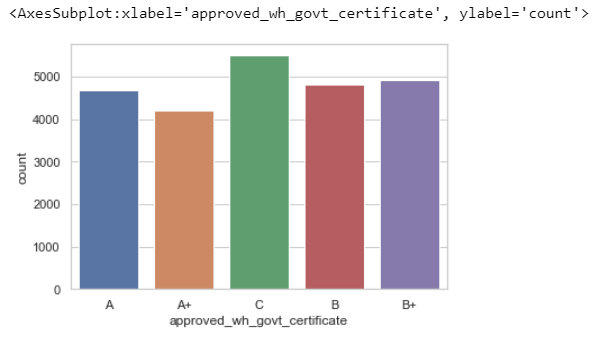 <AxesSubplot:xlabel='approved_wh_govt_certificate', ylabel='count'>
5000
4000
3000
2000
1000
0
count
A A+ C B B+
approved_wh_govt_certificate